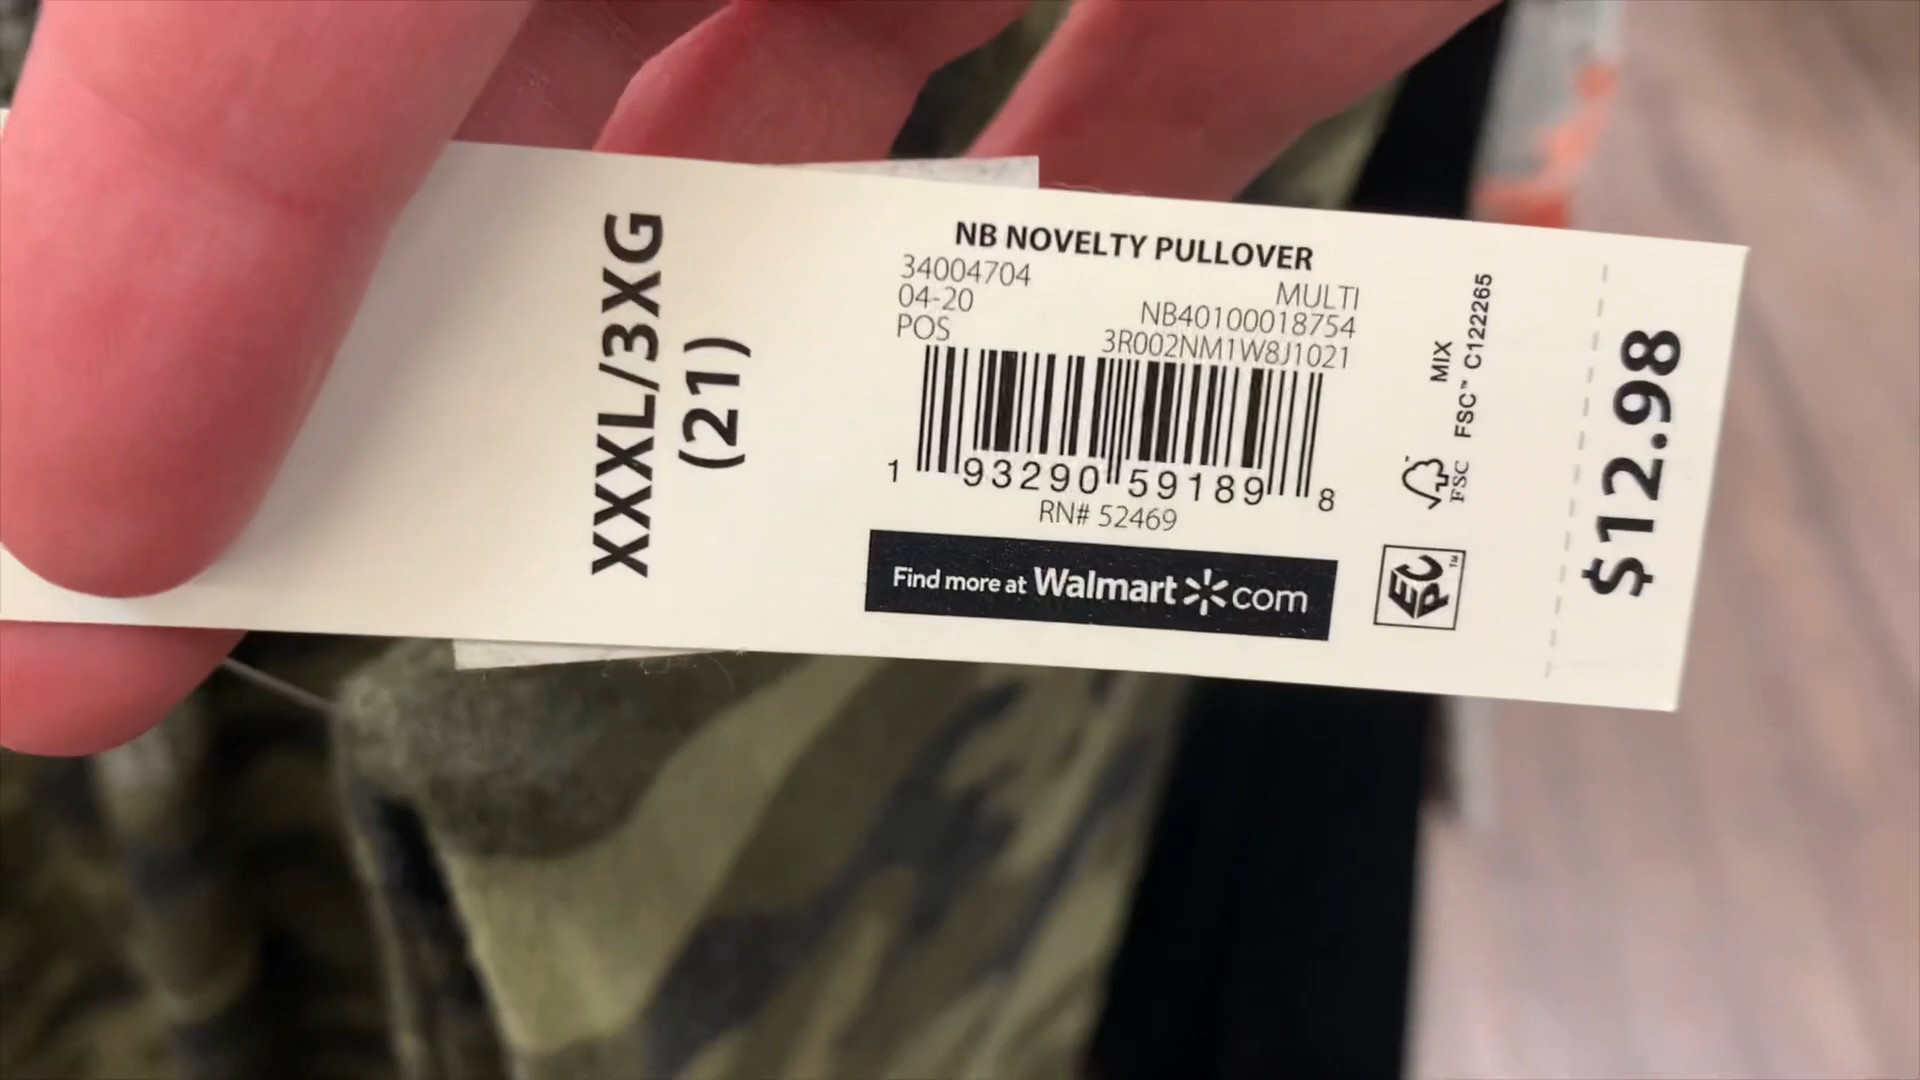 XXXL/3XG
(21)
NB NOVELTY PULLOVER
34004704
04-20
POS
MULTI
NB40100018754
3R002NM1W8J1021
1 93290 59189 8
RN# 52469
Find more at Walmart com
MIX
FSC™ C122265
FSC
EPC™
$12.98